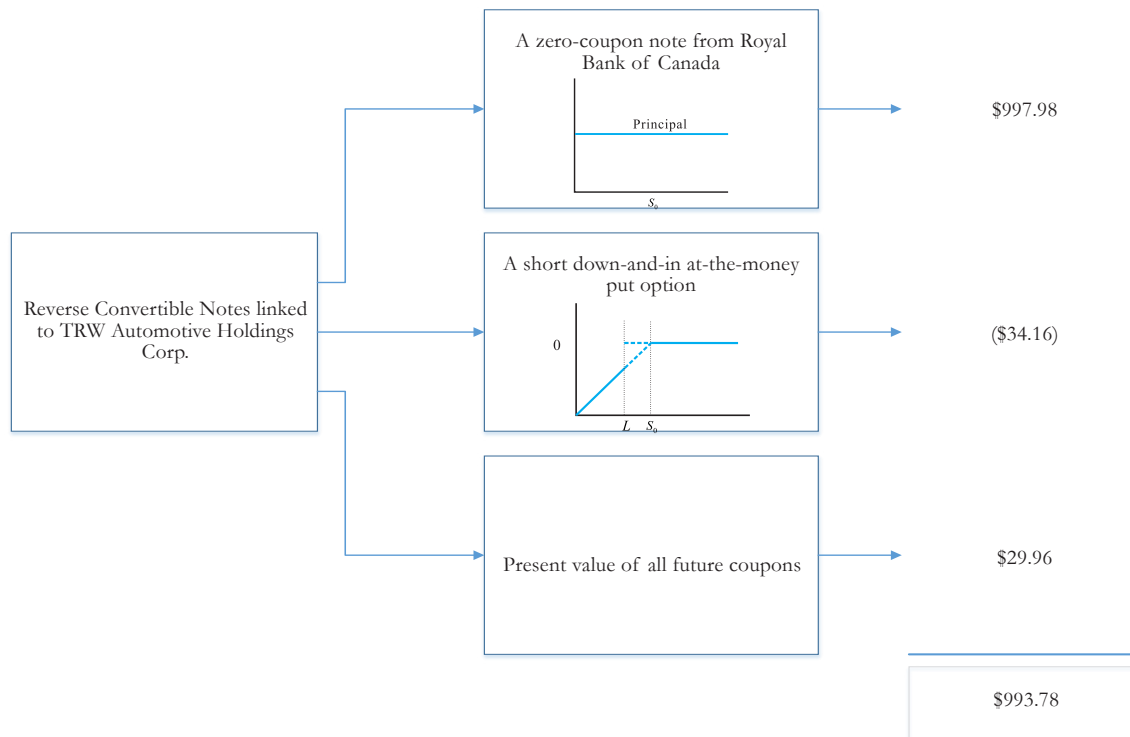 A zero-coupon note from Royal
Bank of Canada
Principal
S₀
$997.98
Reverse Convertible Notes linked
to TRW Automotive Holdings
Corp.
A short down-and-in at-the-money
put option
0
L S₀
($34.16)
Present value of all future coupons
$29.96
$993.78